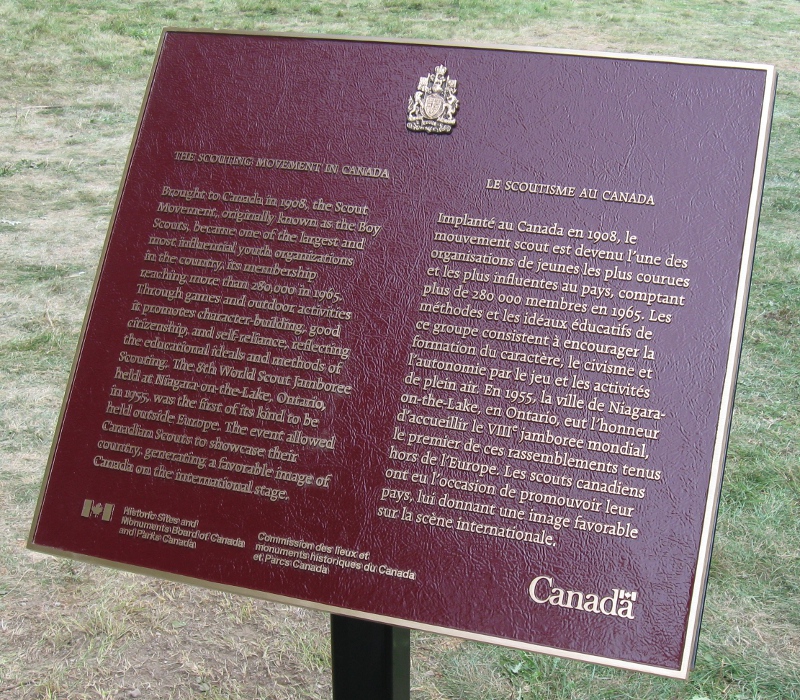 THE SCOUTING MOVEMENT IN CANADA
Brought to Canada in 1908, the Scout
Movement, originally known as the Boy
Scouts, became one of the largest and
most influential youth organizations
in the country, its membership
reaching more than 280,000 in 1965.
Through games and outdoor activities
it promotes character-building, good
citizenship, and self-reliance, reflecting
the educational ideals and methods of
Scouting. The 8th World Scout Jamboree
held at Niagara-on-the-Lake, Ontario,
in 1955, was the first of its kind to be
held outside Europe. The event allowed
Canadian Scouts to showcase their
country, generating a favorable image of
Canada on the international stage.
LE SCOUTISME AU CANADA
Implanté au Canada en 1908, le
mouvement scout est devenu l'une des
organisations de jeunes les plus courues
et les plus influentes au pays, comptant
plus de 280 000 membres en 1965. Les
méthodes et les idéaux éducatifs de
ce groupe consistent à encourager la
formation du caractère, le civisme et
l'autonomie par le jeu et les activités
de plein air. En 1955, la ville de Niagara-
on-the-Lake, en Ontario, eut l'honneur
d'accueillir le VIIIe jamboree mondial,
le premier de ces rassemblements tenus
hors de l'Europe. Les scouts canadiens
ont eu l'occasion de promouvoir leur
pays, lui donnant une image favorable
sur la scène internationale.
Historic Sites and
Monuments Board of Canada
and Parks Canada
Commission des lieux et
monuments historiques du Canada
et Parcs Canada
Canada